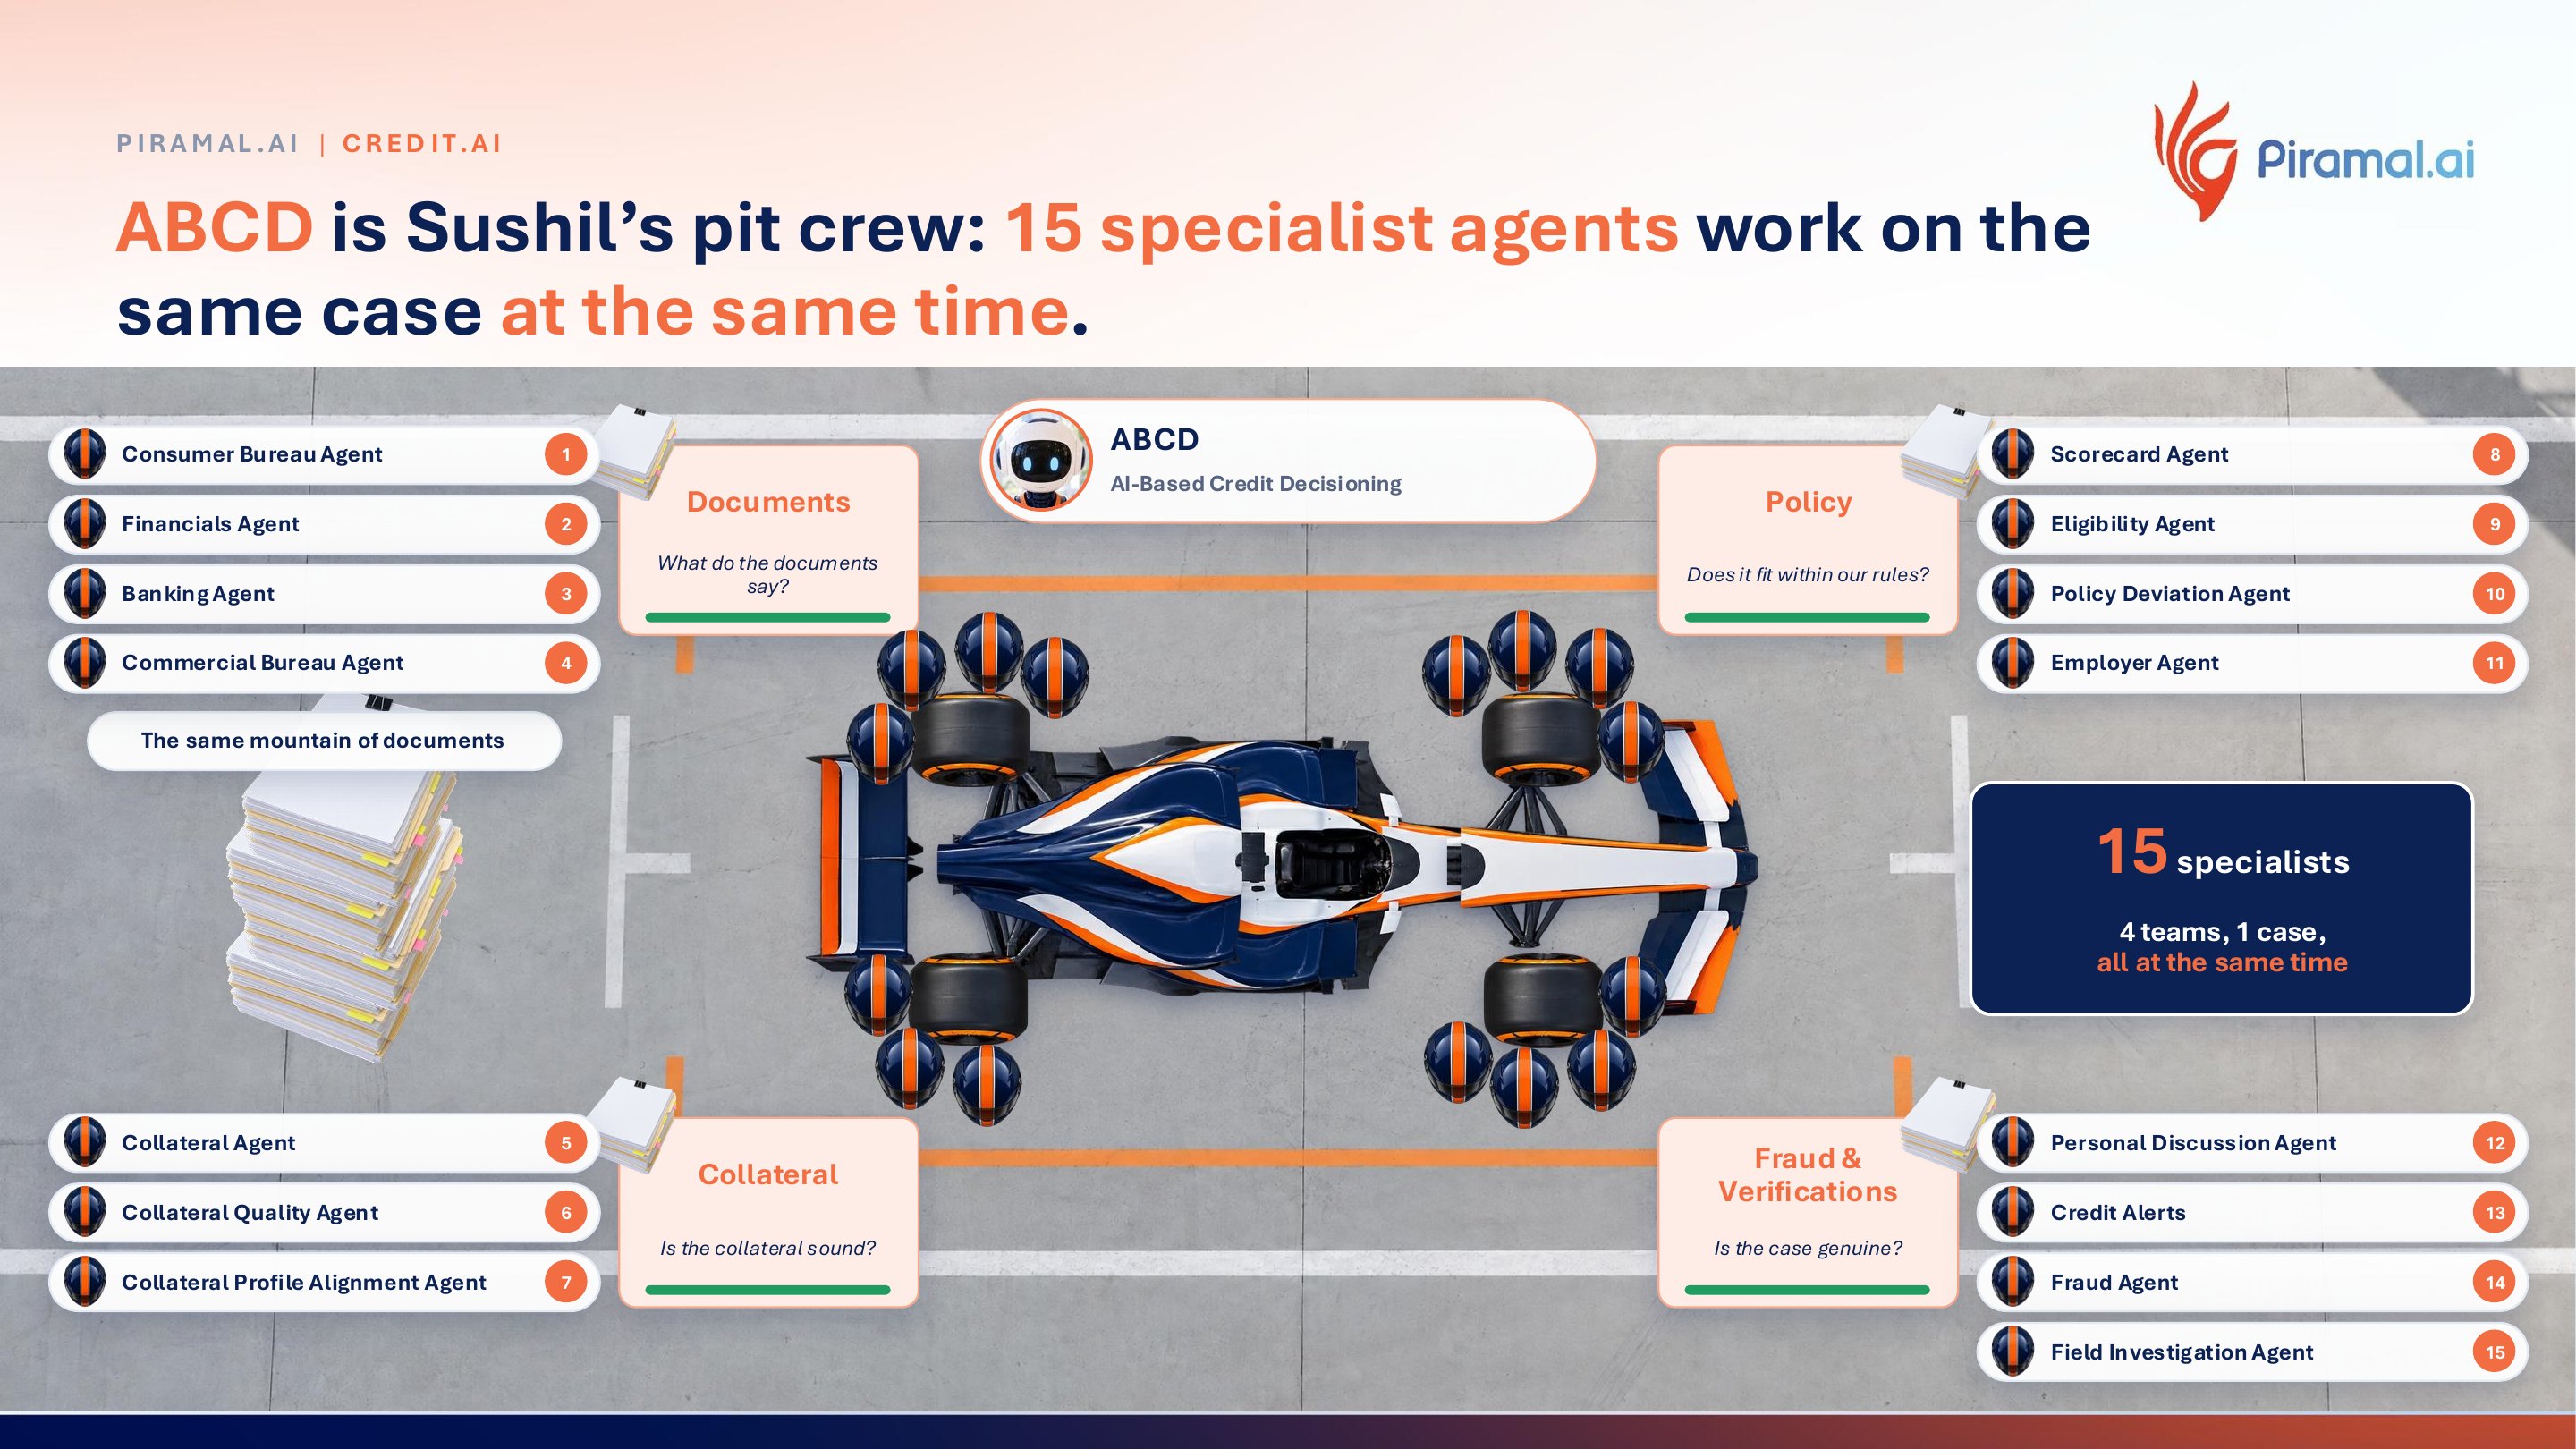 PIRAMAL.AI | CREDIT.AI
Piramal.ai
ABCD is Sushil’s pit crew: 15 specialist agents work on the
same case at the same time.
ABCD
AI-Based Credit Decisioning
Consumer Bureau Agent 1
Financials Agent 2
Banking Agent 3
Commercial Bureau Agent 4
Documents
What do the documents
say?
Policy
Does it fit within our rules?
Scorecard Agent 8
Eligibility Agent 9
Policy Deviation Agent 10
Employer Agent 11
The same mountain of documents
15 specialists
4 teams, 1 case,
all at the same time
Collateral Agent 5
Collateral Quality Agent 6
Collateral Profile Alignment Agent 7
Collateral
Is the collateral sound?
Fraud &
Verifications
Is the case genuine?
Personal Discussion Agent 12
Credit Alerts 13
Fraud Agent 14
Field Investigation Agent 15